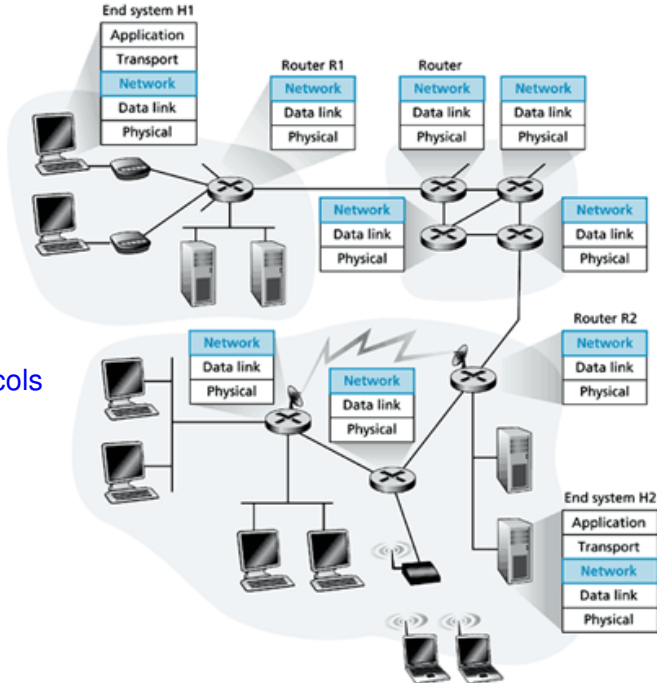 End system H1
Application
Transport
Network
Data link
Physical
Router R1
Network
Data link
Physical
Router
Network
Data link
Physical
Network
Data link
Physical
Network
Data link
Physical
Network
Data link
Physical
cols
Network
Data link
Physical
Network
Data link
Physical
Router R2
Network
Data link
Physical
End system H2
Application
Transport
Network
Data link
Physical